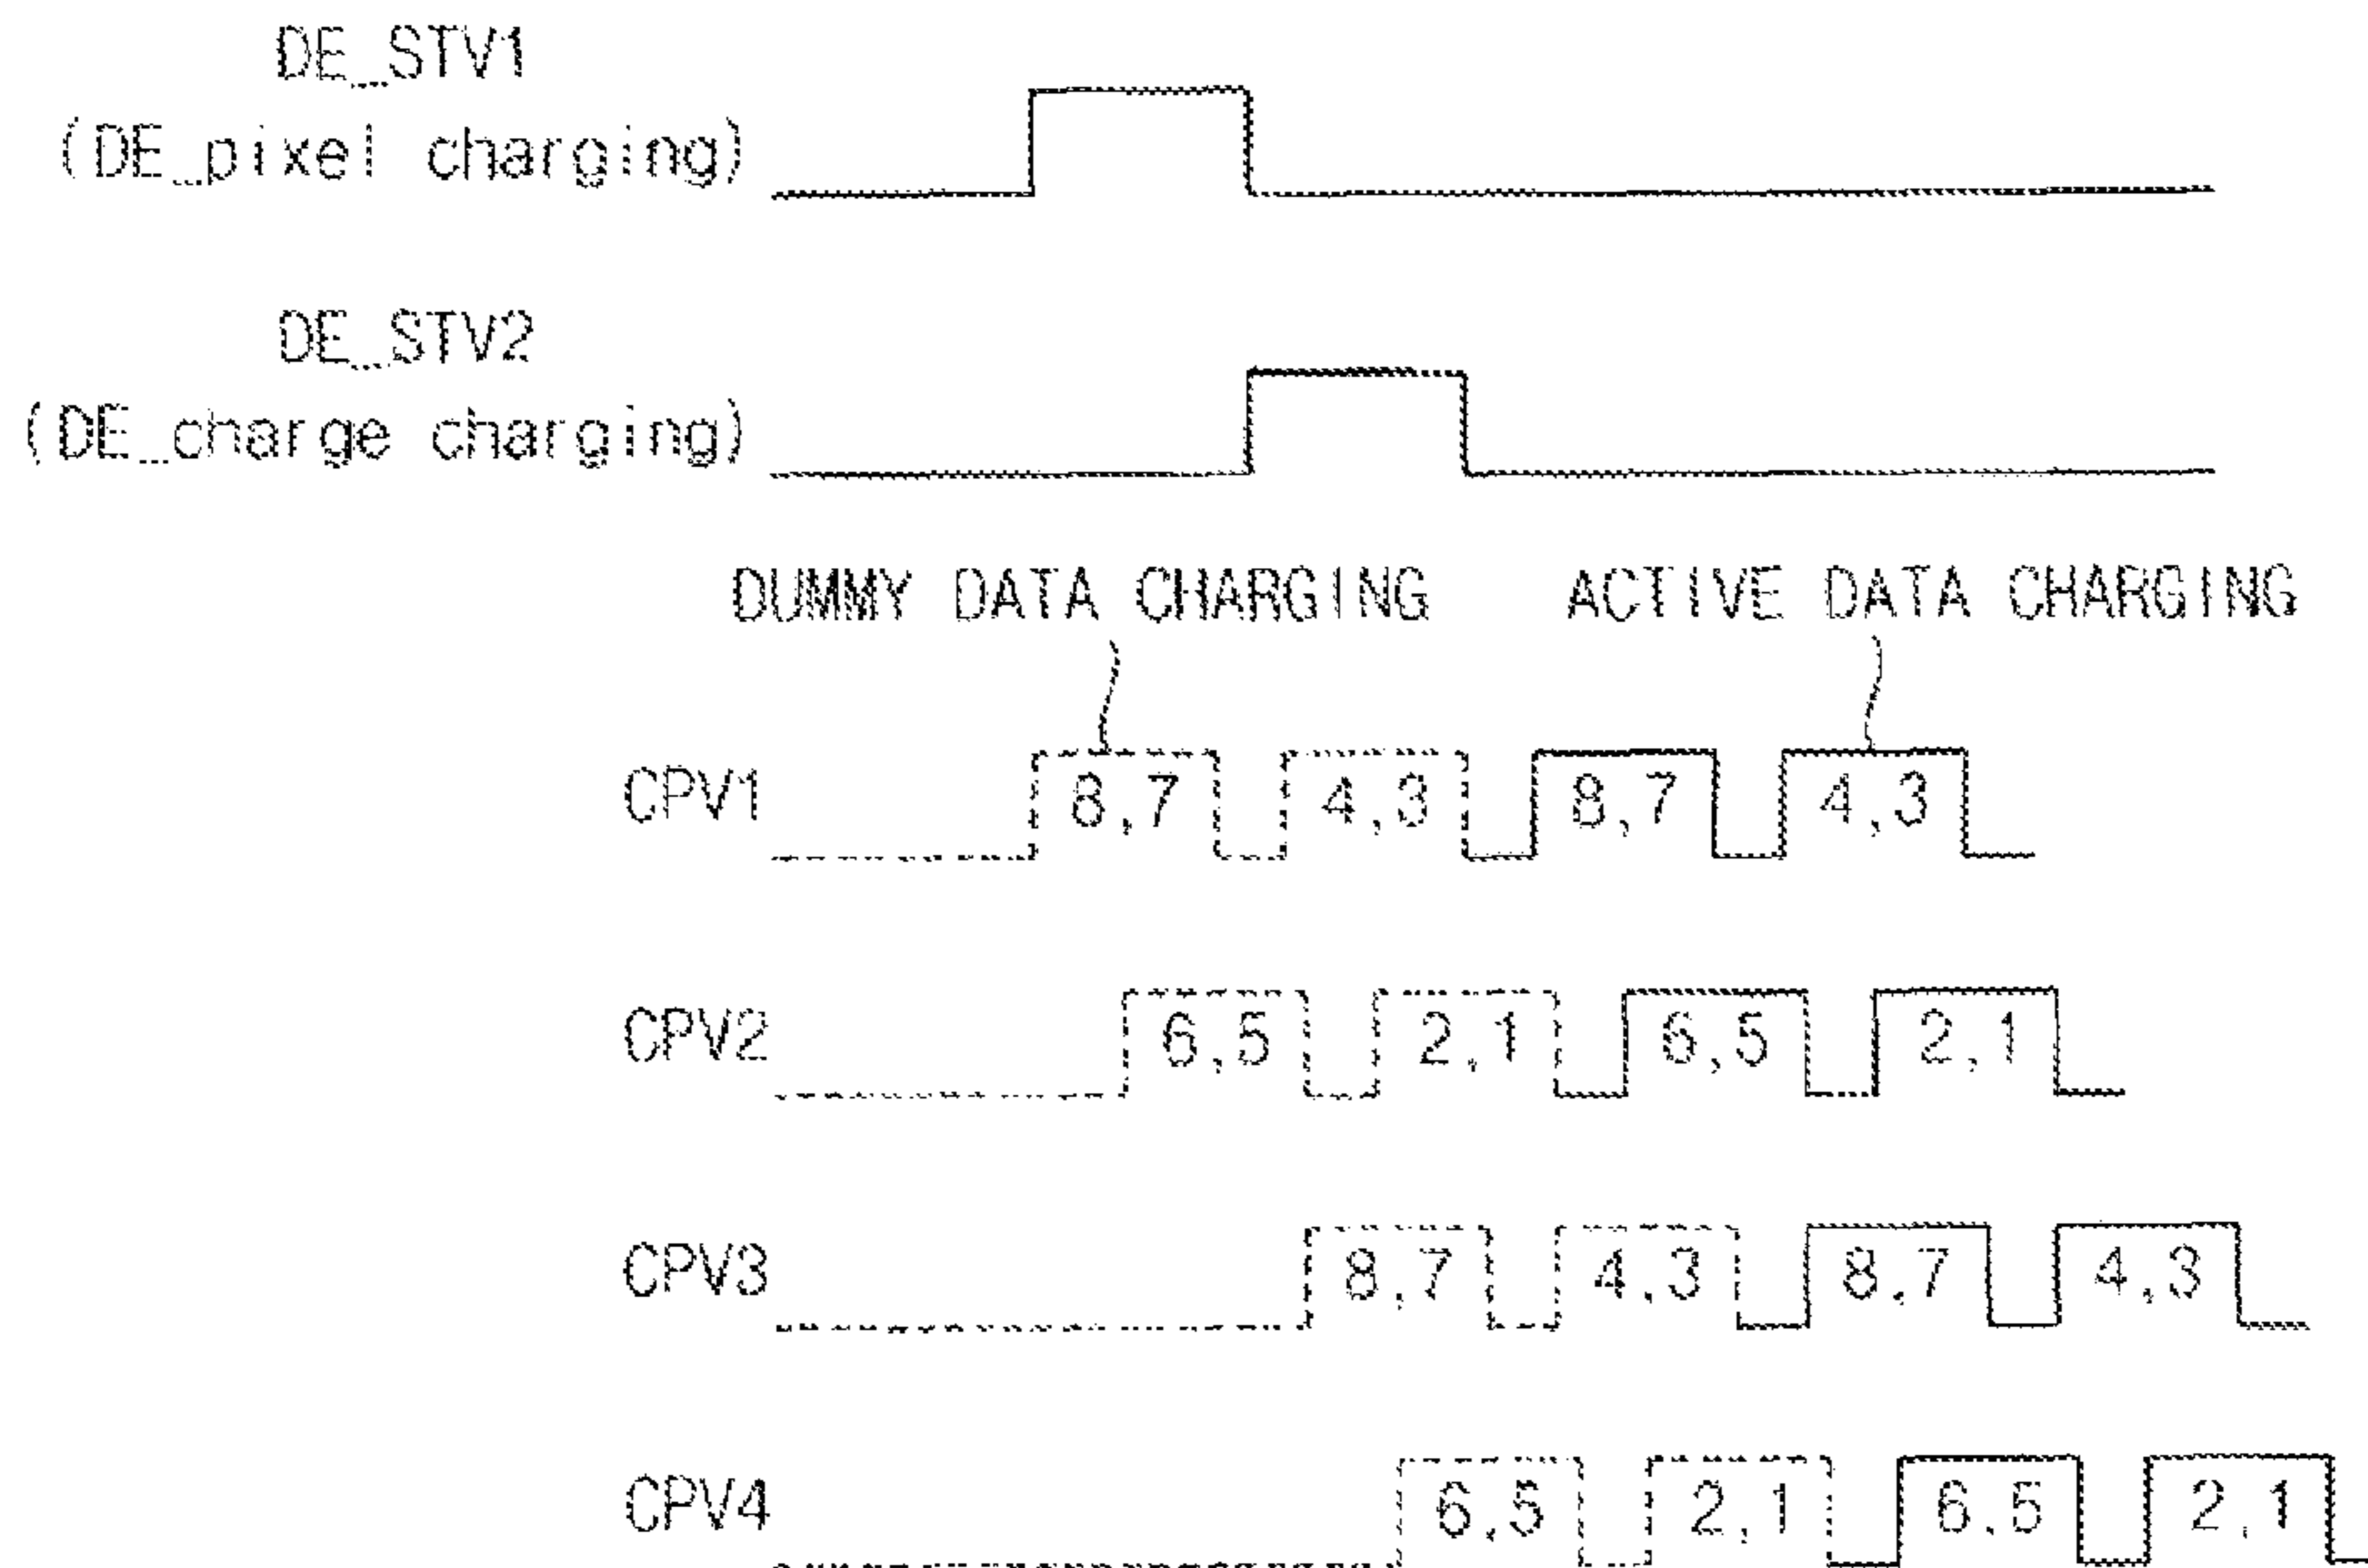 DE_STV1
(DE_pixel charging)
DE_STV2
(DE_charge charging)
DUMMY DATA CHARGING ACTIVE DATA CHARGING
CPV1 8,7 4,3 8,7 4,3
CPV2 6,5 2,1 6,5 2,1
CPV3 8,7 4,3 8,7 4,3
CPV4 6,5 2,1 6,5 2,1